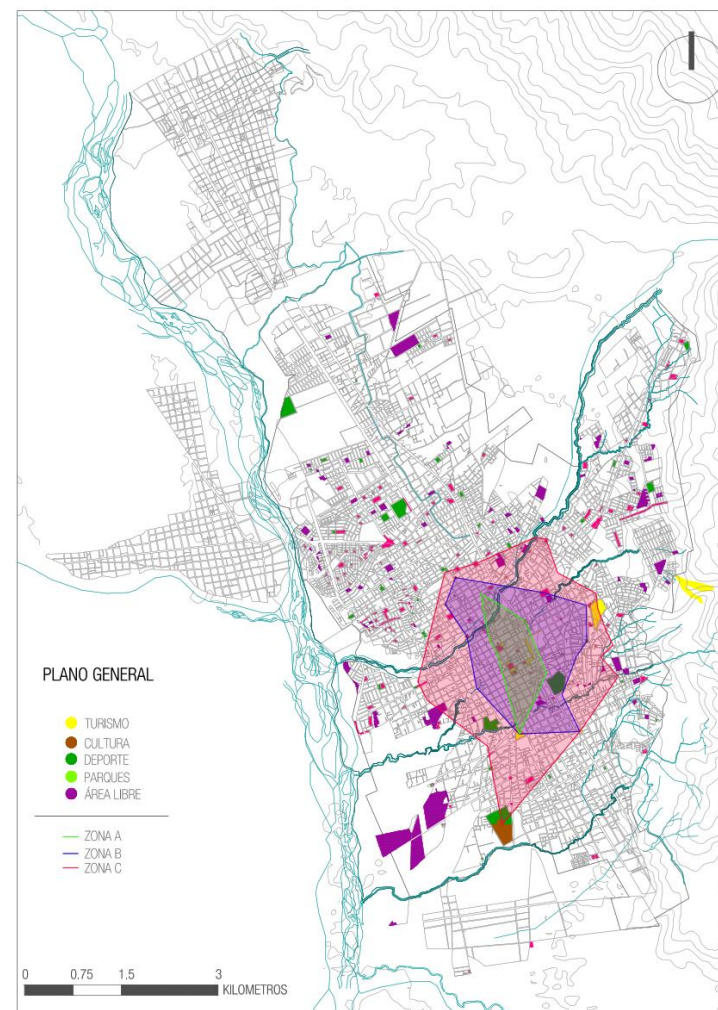 PLANO GENERAL
TURISMO
CULTURA
DEPORTE
PARQUES
ÁREA LIBRE
ZONA A
ZONA B
ZONA C
0 0.75 1.5 3
KILOMETROS